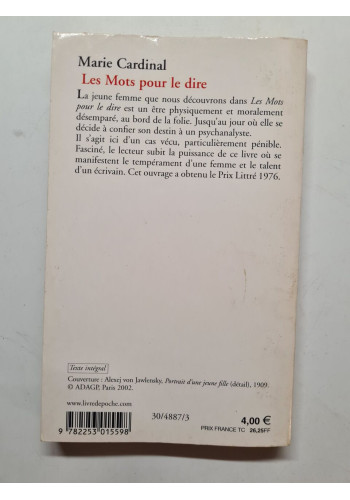 Marie Cardinal
Les Mots pour le dire
La jeune femme que nous découvrons dans Les Mots
pour le dire est un être physiquement et moralement
désemparé, au bord de la folie. Jusqu'au jour où elle se
décide à confier son destin à un psychanalyste.
Il s'agit ici d'un cas vécu, particulièrement pénible.
Fasciné, le lecteur subit la puissance de ce livre où se
manifestent le tempérament d'une femme et le talent
d'un écrivain. Cet ouvrage a obtenu le Prix Littré 1976.
Texte intégral
Couverture : Alexej von Jawlensky, Portrait d'une jeune fille (détail), 1909.
© ADAGP, Paris 2002.
www.livredepoche.com
30/4887/3
4,00 €
PRIX FRANCE TC 26,25FF
9 782253 015598